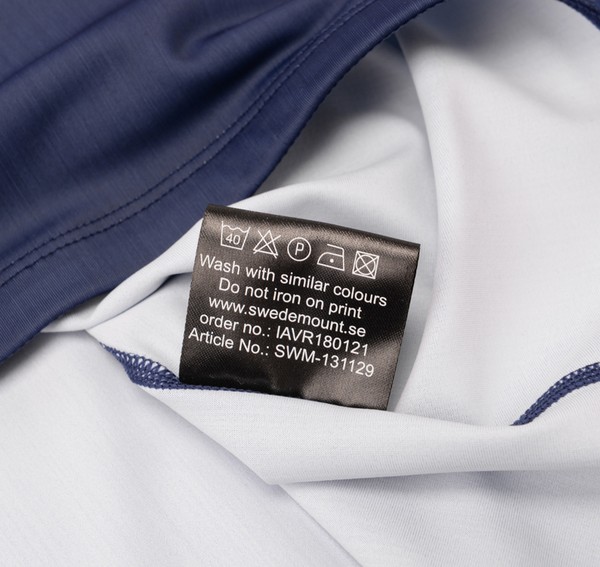 40 P
Wash with similar colours
Do not iron on print
www.swedemount.se
order no.: IAVR180121
Article No.: SWM-131129